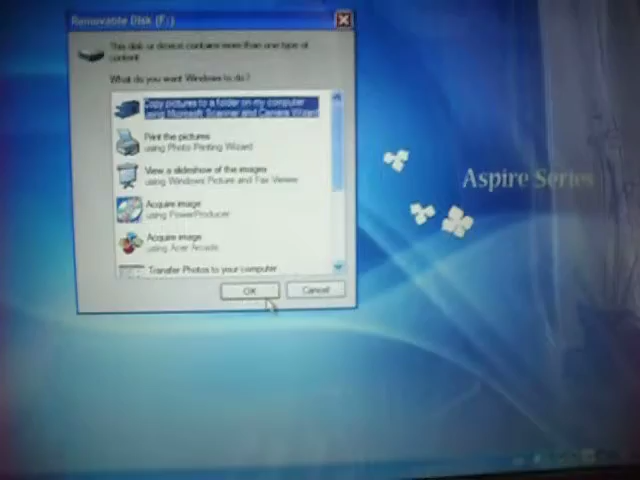 Removable Disk (F:)
This disk or device contains more than one type of
content.
What do you want Windows to do?
Copy pictures to a folder on my computer
using Microsoft Scanner and Camera Wizard
Print the pictures
using Photo Printing Wizard
View a slideshow of the images
using Windows Picture and Fax Viewer
Acquire image
using PowerProducer
Acquire image
using Acer Arcade
Transfer Photos to your computer
OK
Cancel
Aspire Series